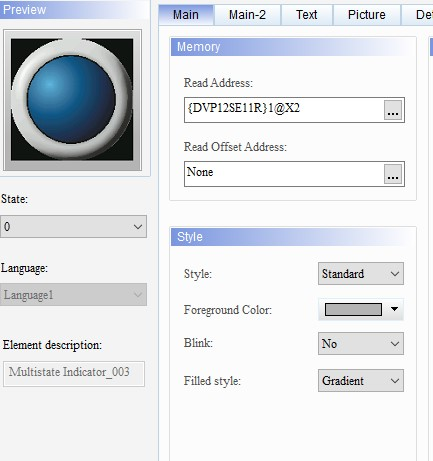 Preview
Main
Main-2
Text
Picture
Memory
Read Address:
{DVP12SE11R}1@X2
...
Read Offset Address:
None
...
State:
0
Language:
Language1
Element description:
Multistate Indicator_003
Style
Style:
Standard
Foreground Color:
Blink:
No
Filled style:
Gradient